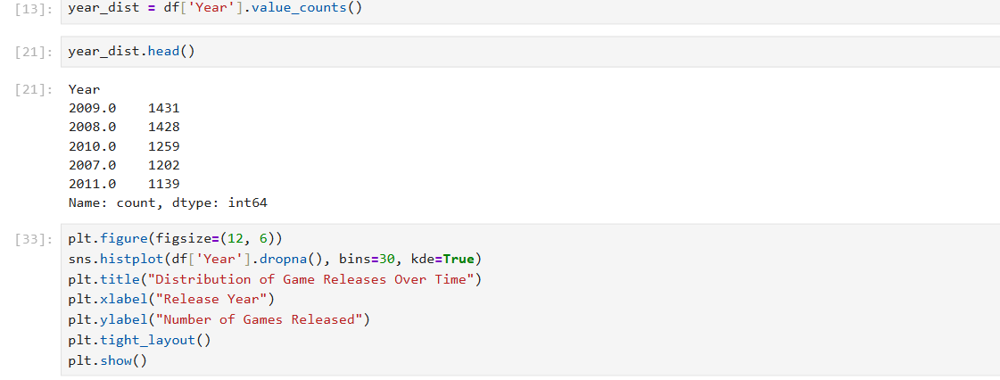 [13]: year_dist = df['Year'].value_counts()
[21]: year_dist.head()
[21]: Year
2009.0    1431
2008.0    1428
2010.0    1259
2007.0    1202
2011.0    1139
Name: count, dtype: int64
[33]: plt.figure(figsize=(12, 6))
sns.histplot(df['Year'].dropna(), bins=30, kde=True)
plt.title("Distribution of Game Releases Over Time")
plt.xlabel("Release Year")
plt.ylabel("Number of Games Released")
plt.tight_layout()
plt.show()